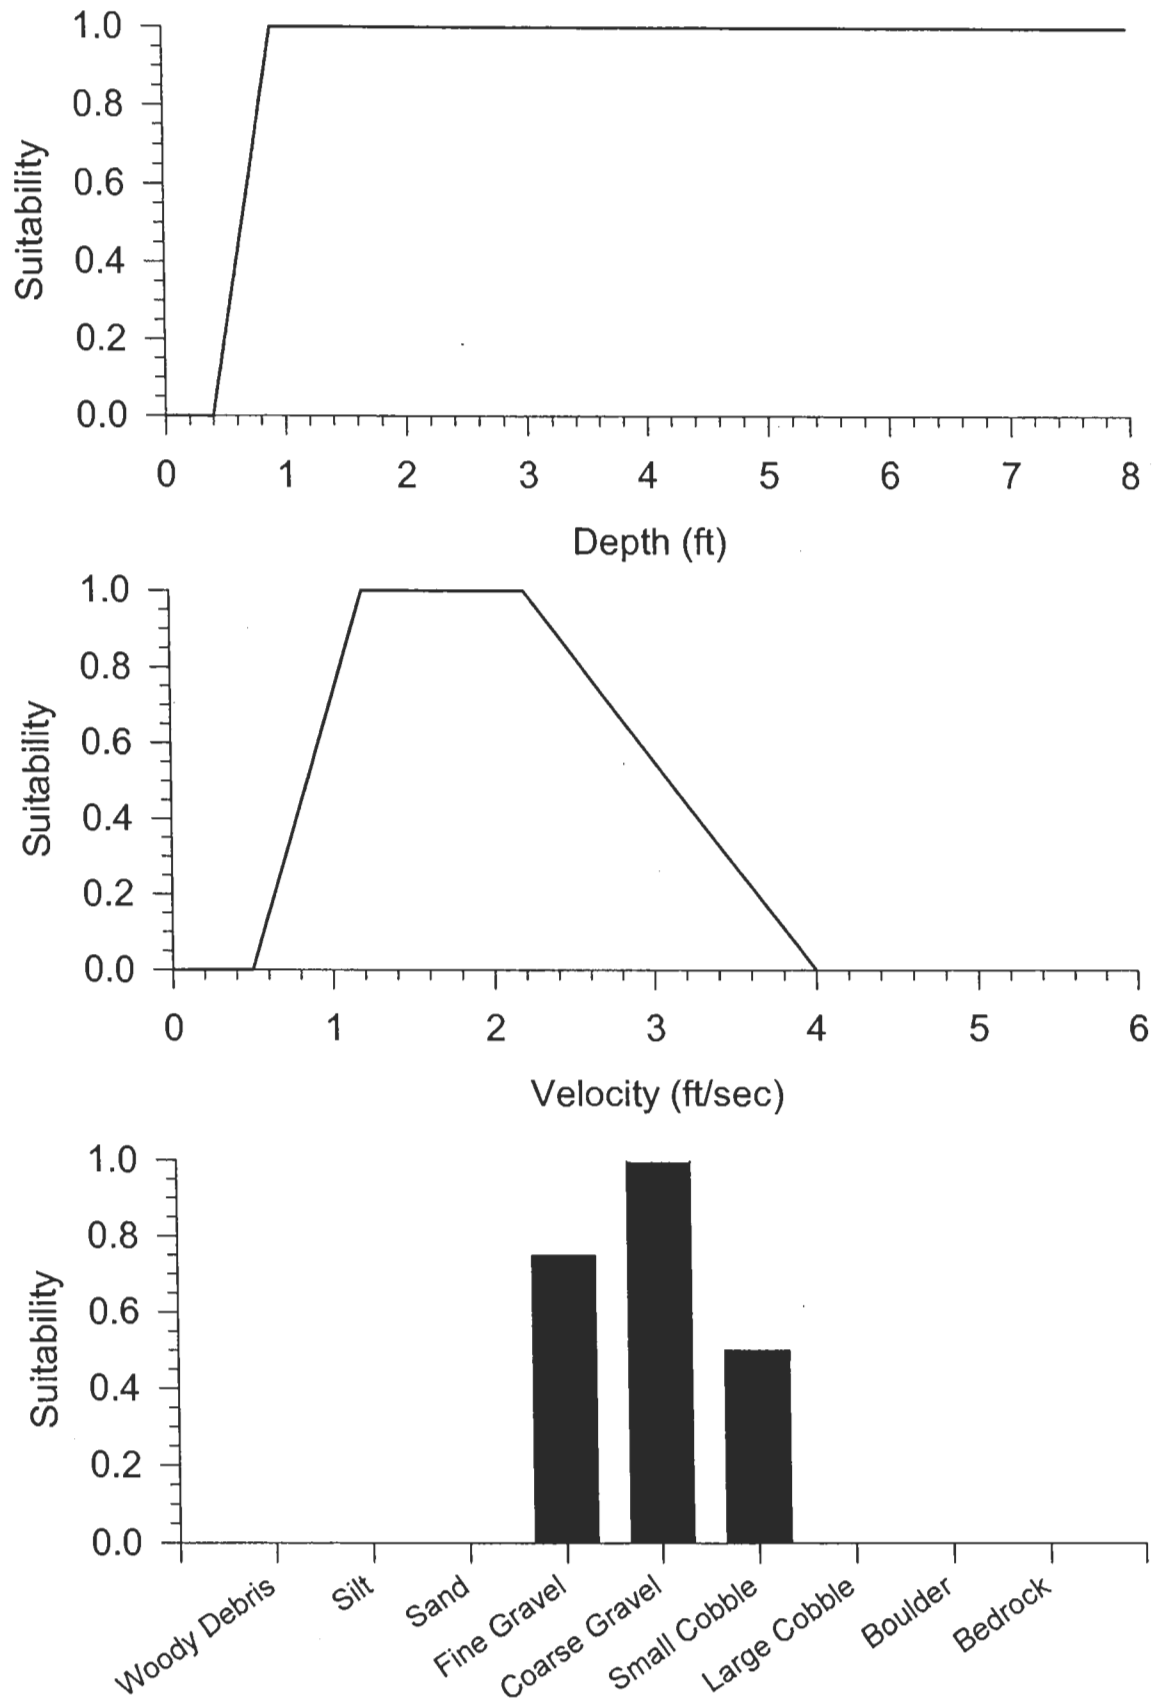 1.0
0.8
0.6
0.4
0.2
0.0
Suitability
0 1 2 3 4 5 6 7 8
Depth (ft)
1.0
0.8
0.6
0.4
0.2
0.0
Suitability
0 1 2 3 4 5 6
Velocity (ft/sec)
1.0
0.8
0.6
0.4
0.2
0.0
Suitability
Woody Debris
Silt
Sand
Fine Gravel
Coarse Gravel
Small Cobble
Large Cobble
Boulder
Bedrock